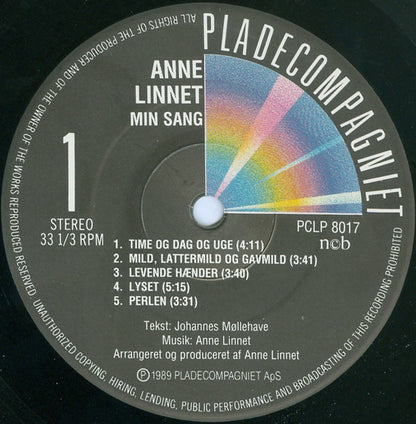 PLADECOMPAGNIET
ANNE
LINNET
MIN SANG
1
STEREO
33 1/3 RPM
PCLP 8017
ncb
1. TIME OG DAG OG UGE (4:11)
2. MILD, LATTERMILD OG GAVMILD (3:41)
3. LEVENDE HÆNDER (3:40)
4. LYSET (5:15)
5. PERLEN (3:31)
Tekst: Johannes Møllehave
Musik: Anne Linnet
Arrangeret og produceret af Anne Linnet
Ⓟ 1989 PLADECOMPAGNIET ApS
ALL RIGHTS OF THE PRODUCER AND OF THE OWNER OF THE WORKS REPRODUCED RESERVED. UNAUTHORIZED COPYING, HIRING, LENDING, PUBLIC PERFORMANCE AND BROADCASTING OF THIS RECORDING PROHIBITED